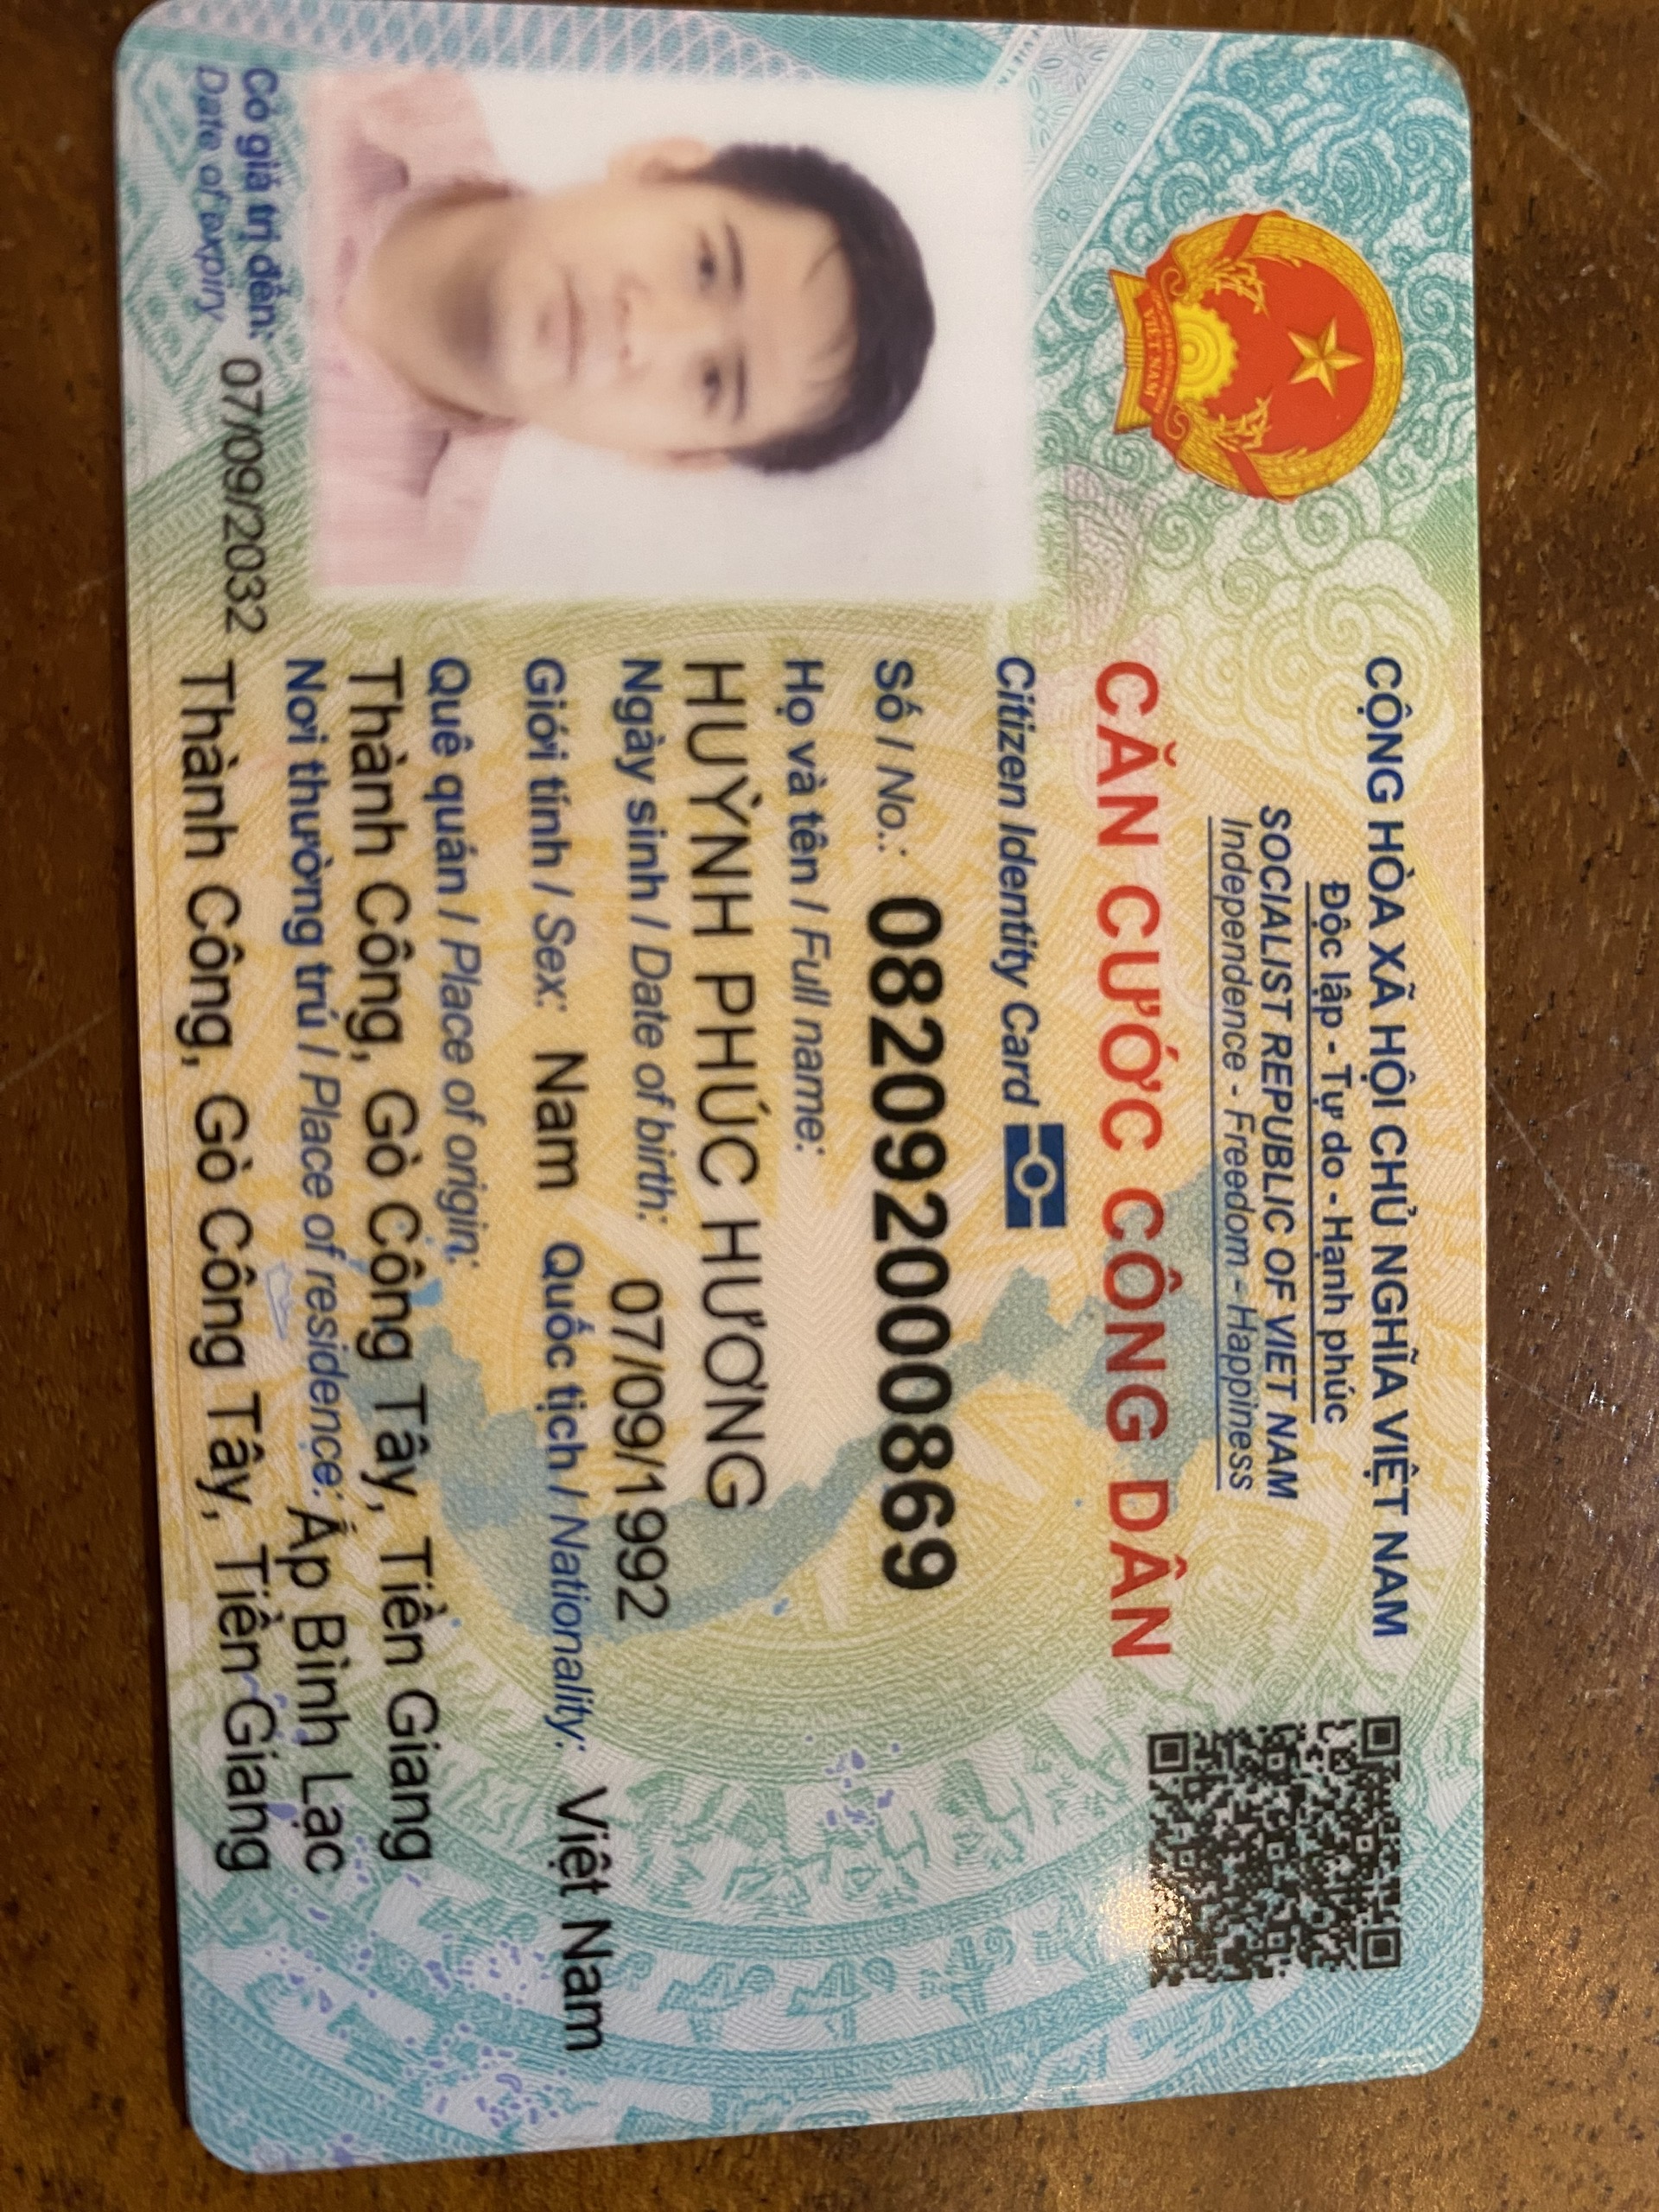 CỘNG HÒA XÃ HỘI CHỦ NGHĨA VIỆT NAM
Độc lập - Tự do - Hạnh phúc
SOCIALIST REPUBLIC OF VIET NAM
Independence - Freedom - Happiness
CĂN CƯỚC CÔNG DÂN
Citizen Identity Card
Số / No.: 082092000869
Họ và tên / Full name:
HUỲNH PHÚC HƯƠNG
Ngày sinh / Date of birth: 07/09/1992
Giới tính / Sex: Nam Quốc tịch / Nationality: Việt Nam
Quê quán / Place of origin:
Thành Công, Gò Công Tây, Tiền Giang
Nơi thường trú / Place of residence: Ấp Bình Lạc
Thành Công, Gò Công Tây, Tiền Giang
Có giá trị đến: 07/09/2032
Date of expiry
VIỆT NAM